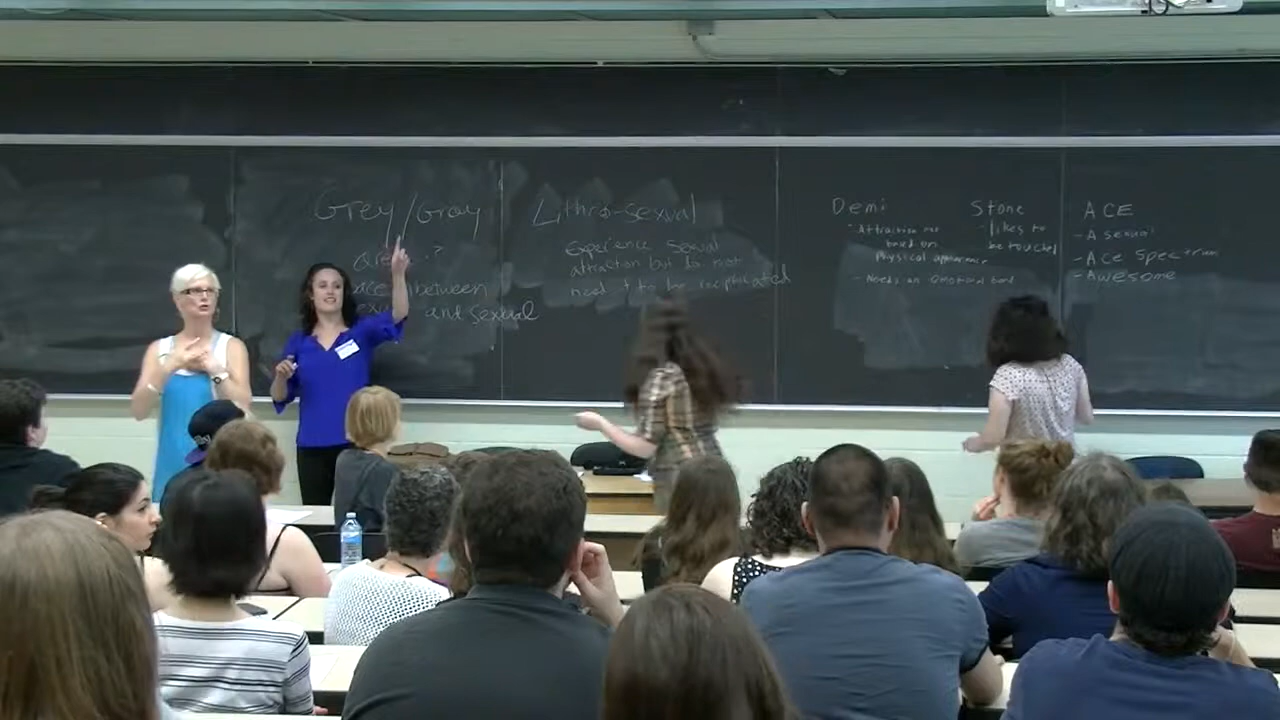 Grey/Gray
area ?
between
and sexual
Lithro-sexual
experience sexual
attraction but do not
need it to be reciprocated
Demi
- Attraction not
based on
physical appearance
- Needs an emotional bond
Stone
- likes to
be touched
ACE
- Asexual
- Ace Spectrum
- Awesome